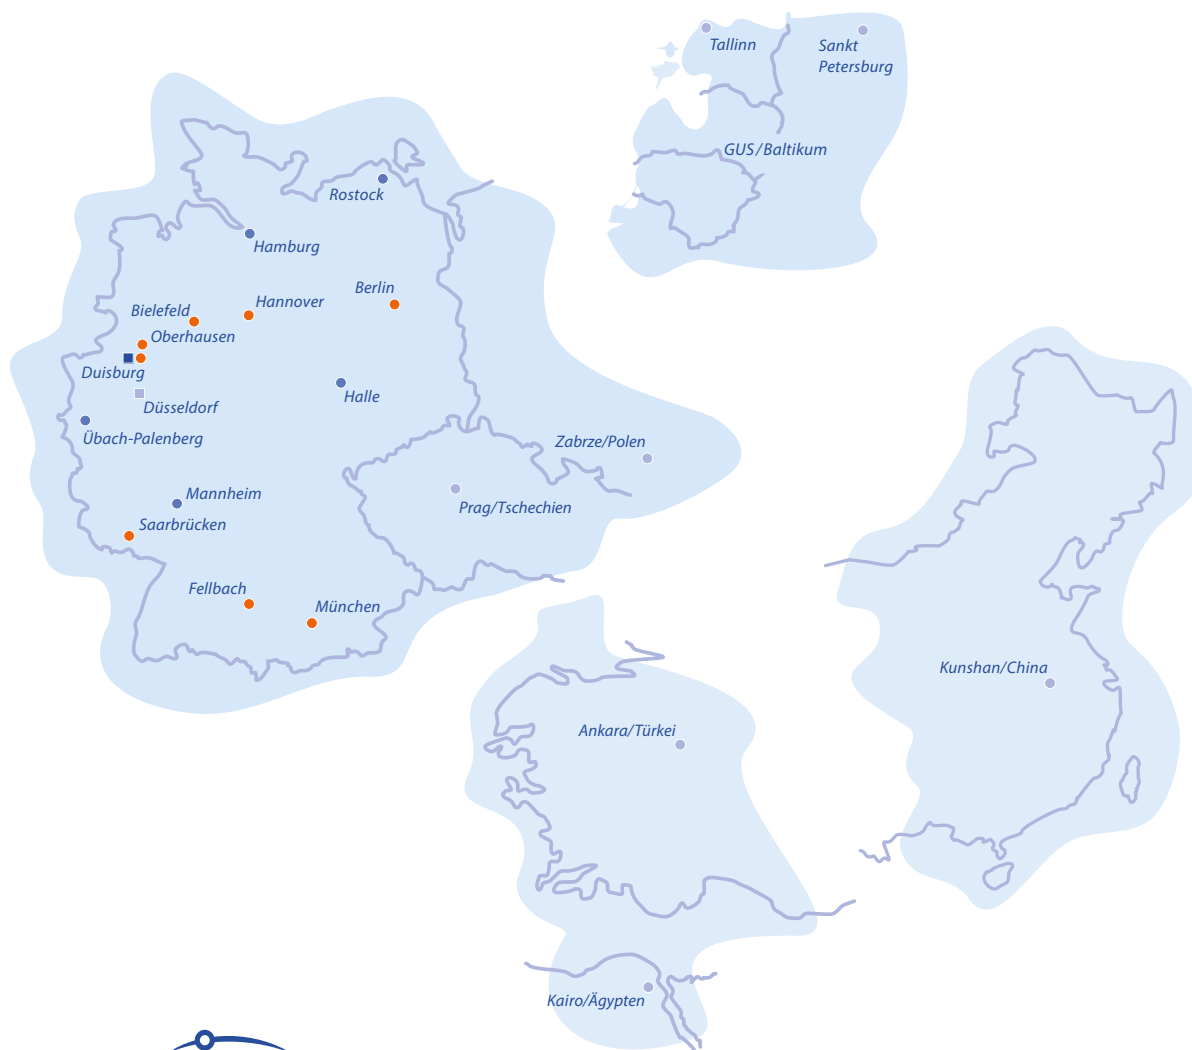 Tallinn
Sankt
Petersburg
GUS/Baltikum
Rostock
Hamburg
Berlin
Hannover
Bielefeld
Oberhausen
Duisburg
Halle
Düsseldorf
Übach-Palenberg
Zabrze/Polen
Mannheim
Prag/Tschechien
Saarbrücken
Fellbach
München
Kunshan/China
Ankara/Türkei
Kairo/Ägypten